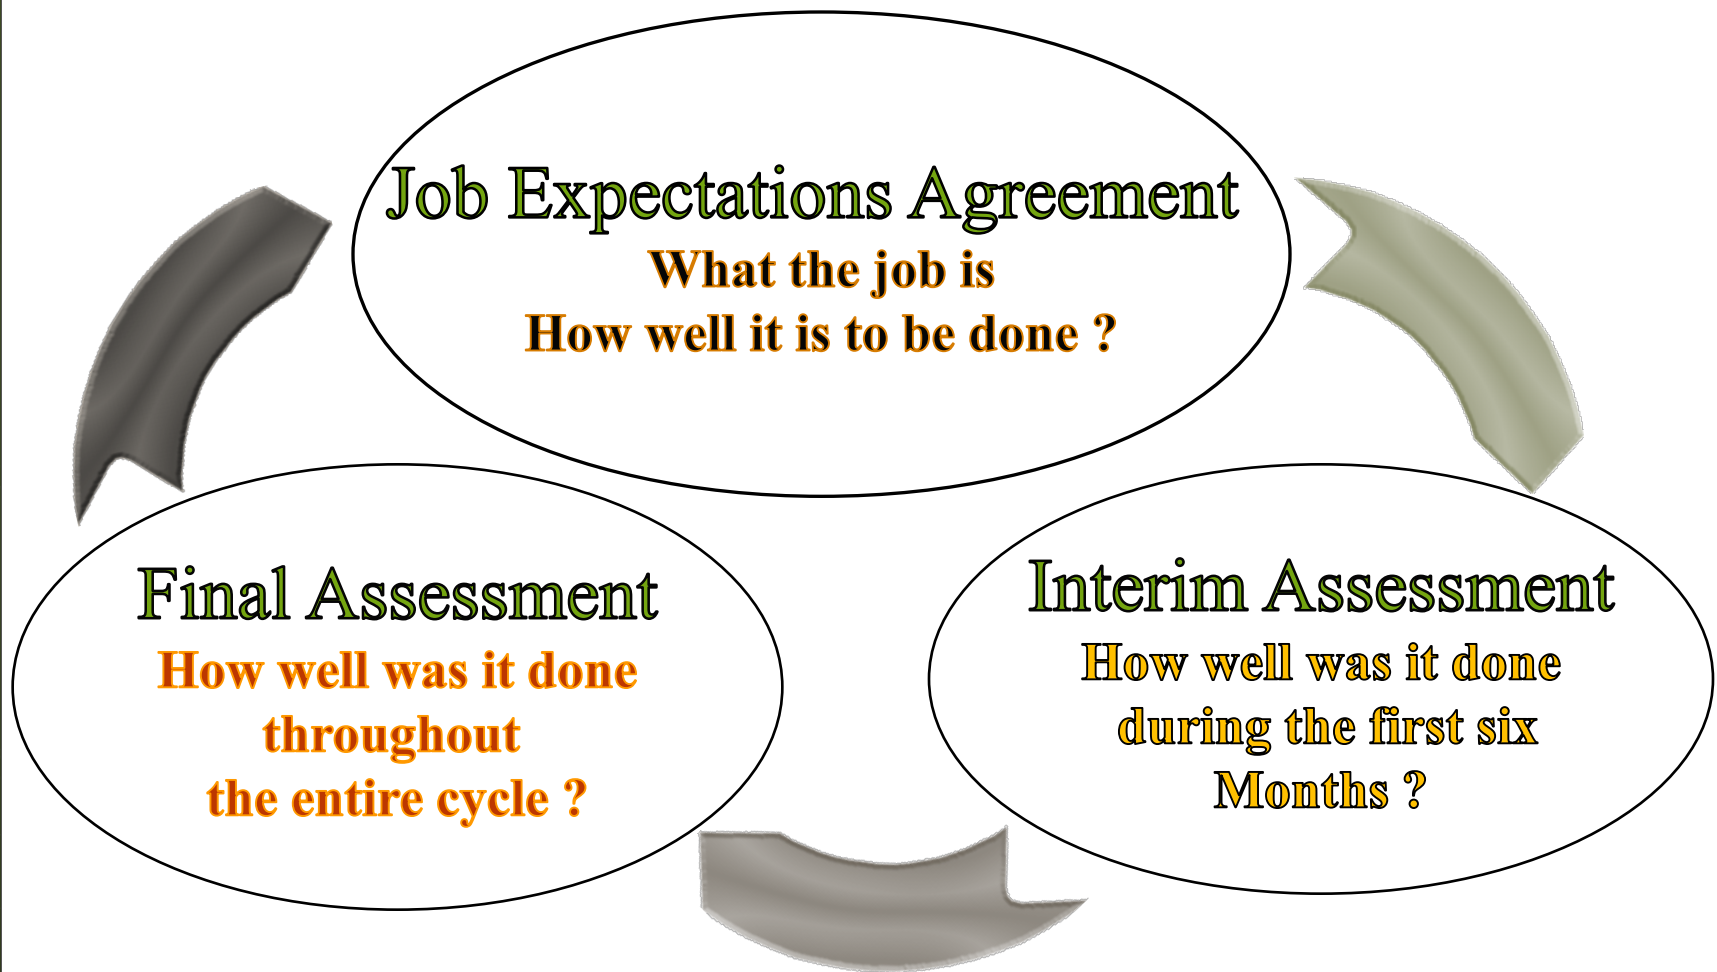 Job Expectations Agreement
What the job is
How well it is to be done ?
Final Assessment
How well was it done
throughout
the entire cycle ?
Interim Assessment
How well was it done
during the first six
Months ?